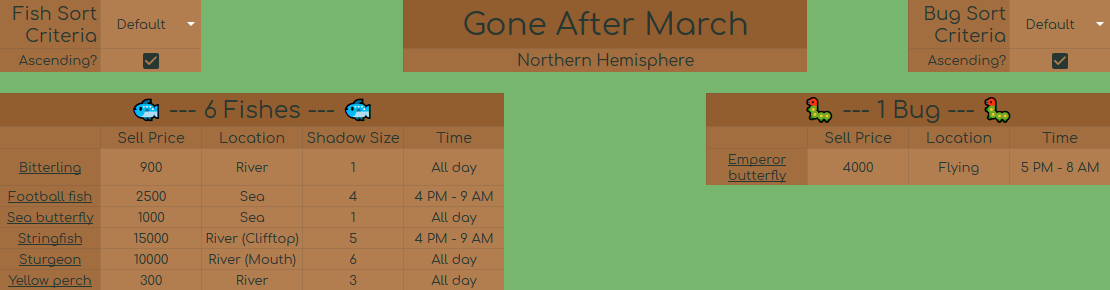 Fish Sort Criteria
Default
Ascending?
Gone After March
Northern Hemisphere
Bug Sort Criteria
Default
Ascending?
--- 6 Fishes ---
Sell Price Location Shadow Size Time
Bitterling 900 River 1 All day
Football fish 2500 Sea 4 4 PM - 9 AM
Sea butterfly 1000 Sea 1 All day
Stringfish 15000 River (Clifftop) 5 4 PM - 9 AM
Sturgeon 10000 River (Mouth) 6 All day
Yellow perch 300 River 3 All day
--- 1 Bug ---
Sell Price Location Time
Emperor butterfly 4000 Flying 5 PM - 8 AM